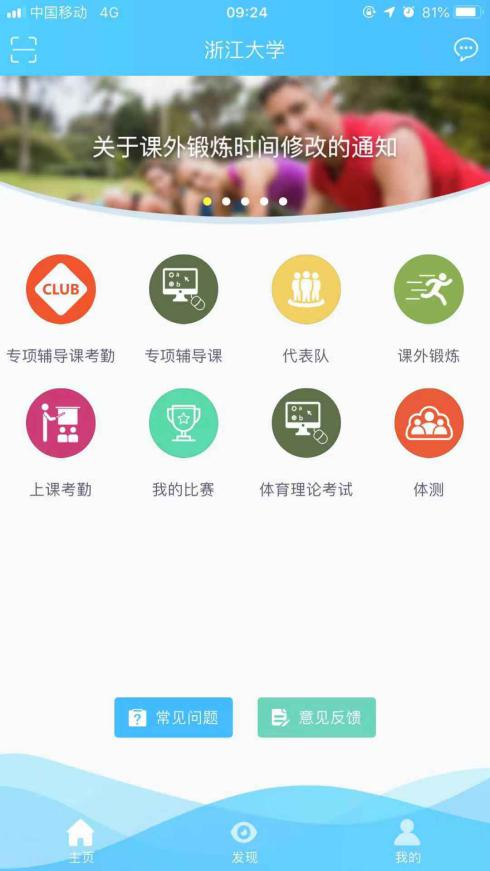 中国移动 4G 09:24 81%
浙江大学
关于课外锻炼时间修改的通知
CLUB a b
专项辅导课考勤 专项辅导课 代表队 课外锻炼
a b
上课考勤 我的比赛 体育理论考试 体测
? 常见问题 意见反馈
主页 发现 我的